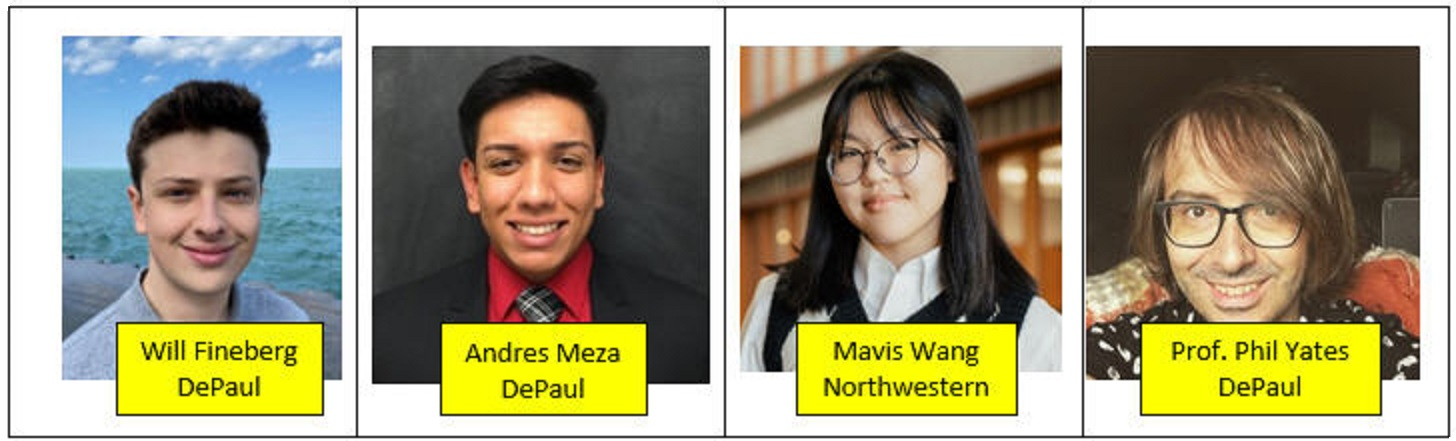 Will Fineberg
DePaul
Andres Meza
DePaul
Mavis Wang
Northwestern
Prof. Phil Yates
DePaul